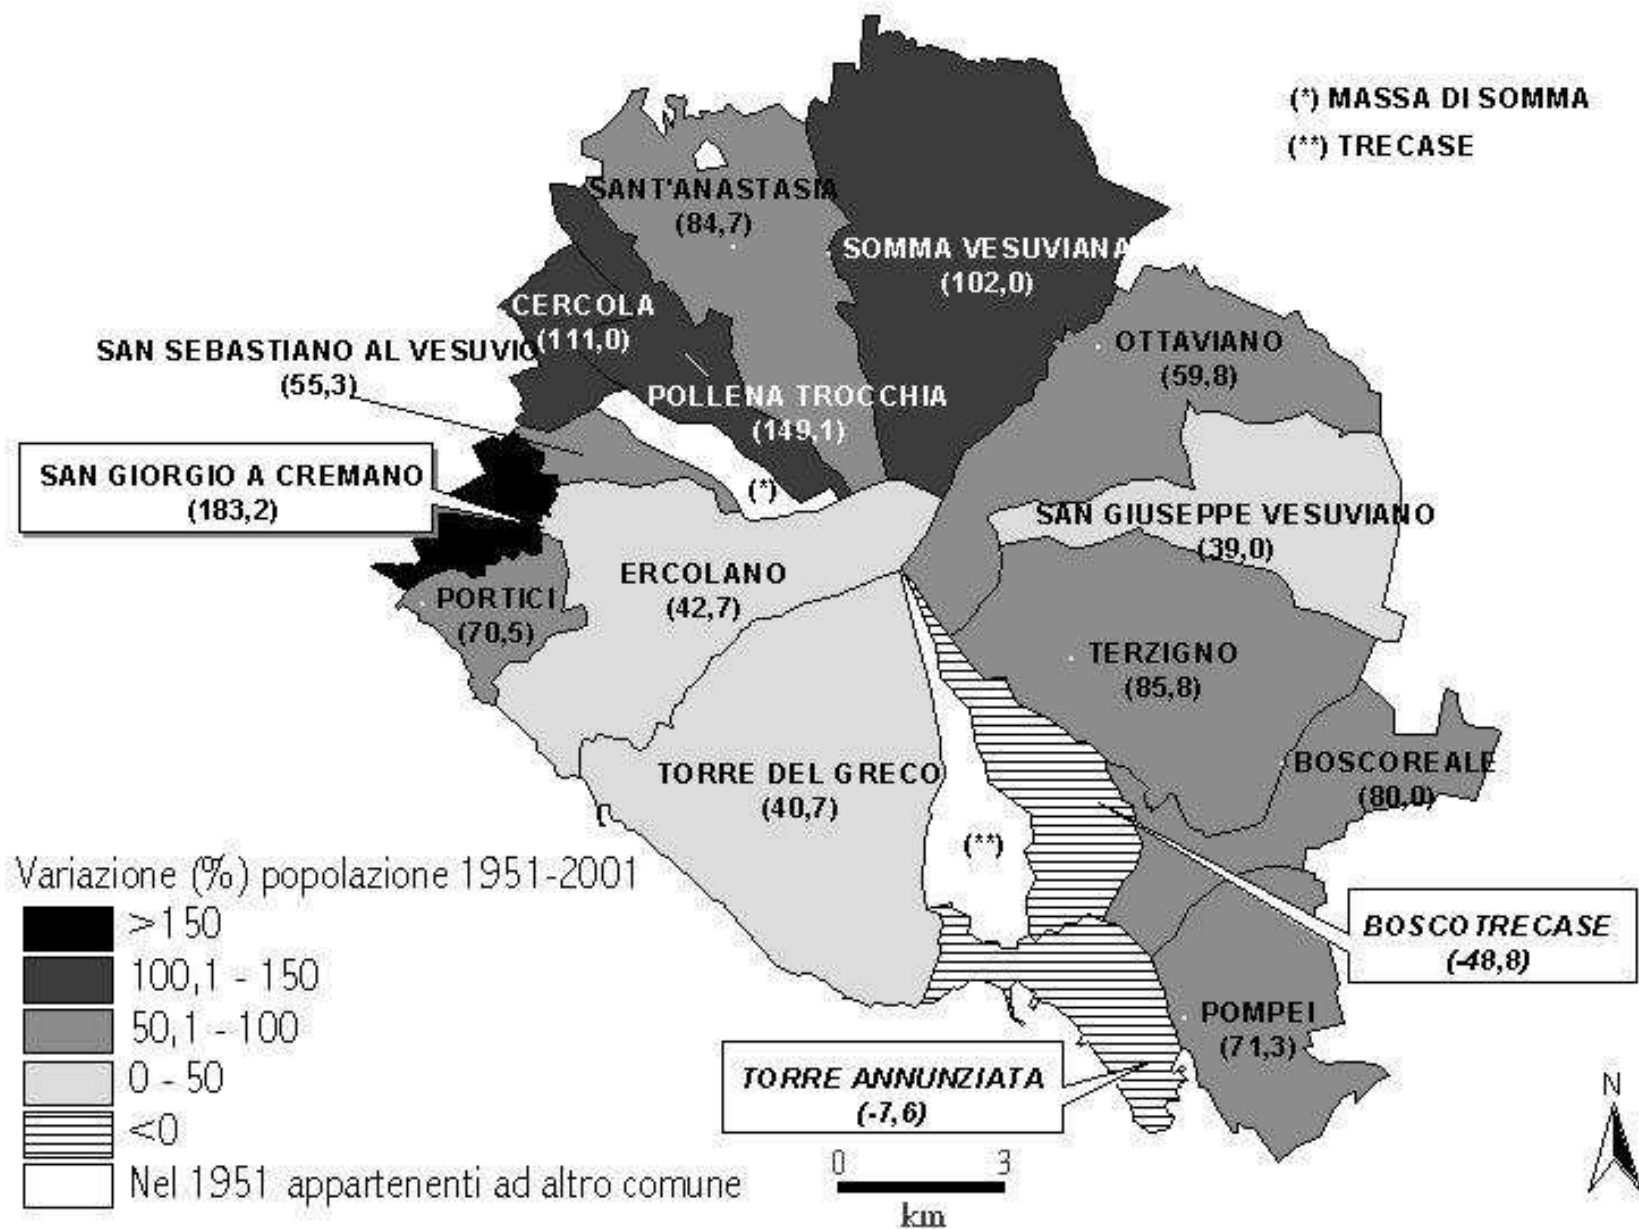 (*) MASSA DI SOMMA
(**) TRECASE
SANT'ANASTASIA
(84,7)
SOMMA VESUVIANA
(102,0)
CERCOLA
(111,0)
SAN SEBASTIANO AL VESUVIO
(55,3)
OTTAVIANO
(59,8)
POLLENA TROCCHIA
(149,1)
SAN GIORGIO A CREMANO
(183,2)
(*)
SAN GIUSEPPE VESUVIANO
(39,0)
ERCOLANO
(42,7)
PORTICI
(70,5)
TERZIGNO
(85,8)
TORRE DEL GRECO
(40,7)
BOSCOREALE
(80,0)
(**)
BOSCOTRECASE
(-48,8)
POMPEI
(71,3)
TORRE ANNUNZIATA
(-7,6)
Variazione (%) popolazione 1951-2001
>150
100,1 - 150
50,1 - 100
0 - 50
<0
Nel 1951 appartenenti ad altro comune
0 3
km
N